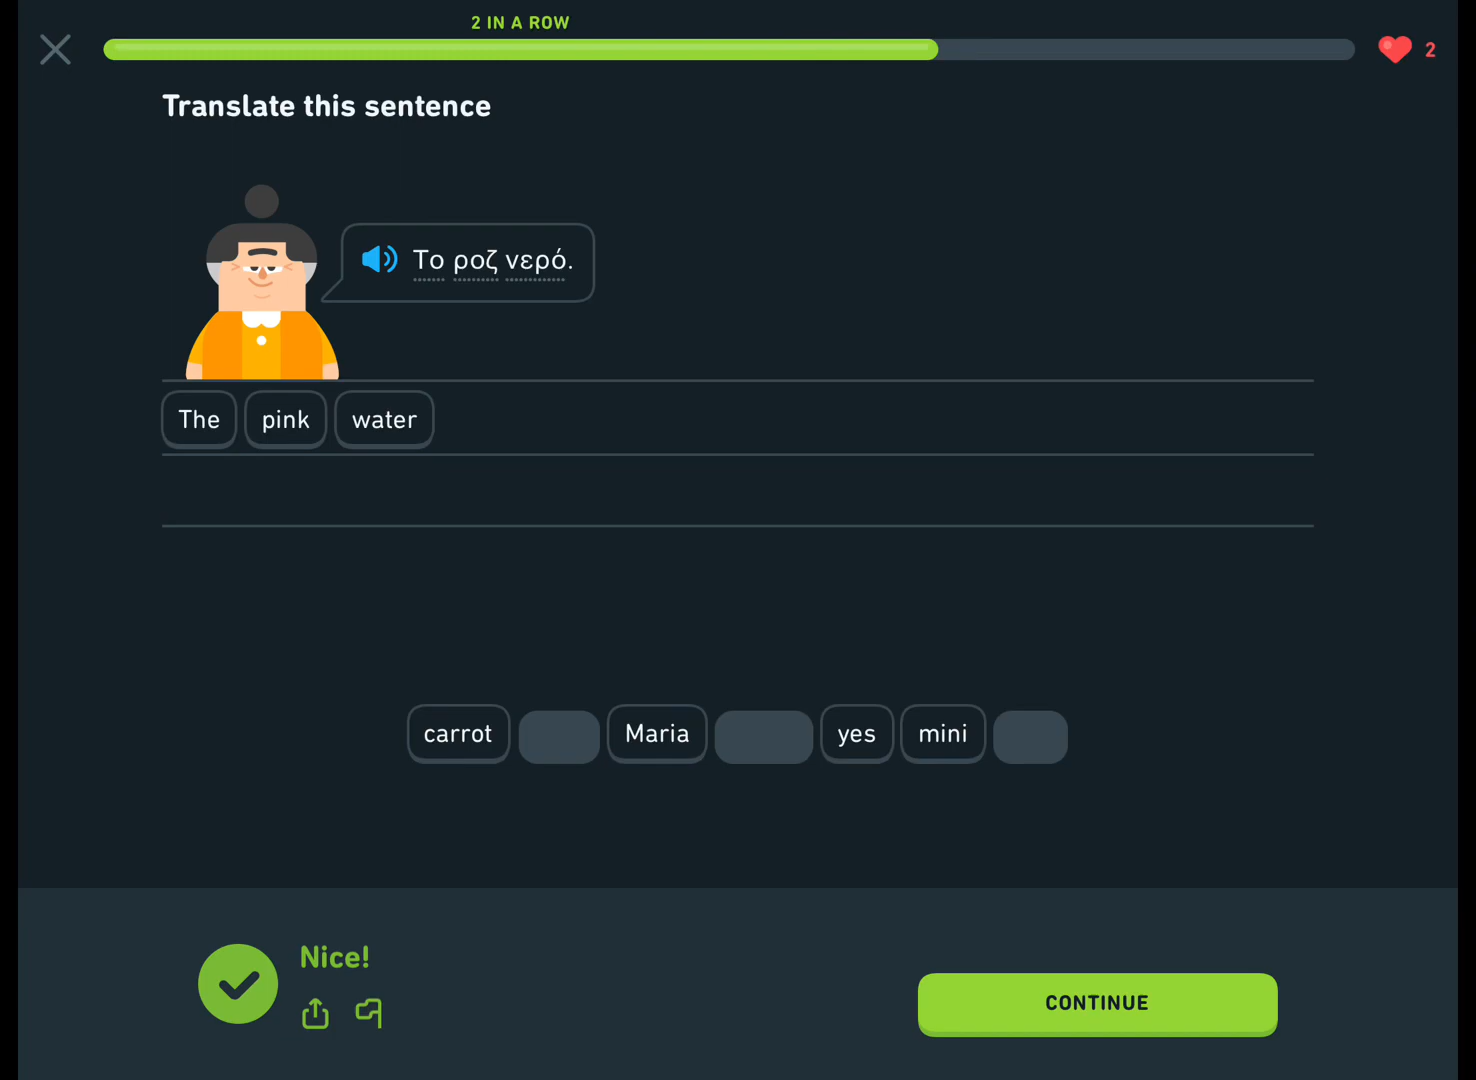 2 IN A ROW
2
Translate this sentence
Το ροζ νερό.
The pink water
carrot Maria yes mini
Nice!
CONTINUE